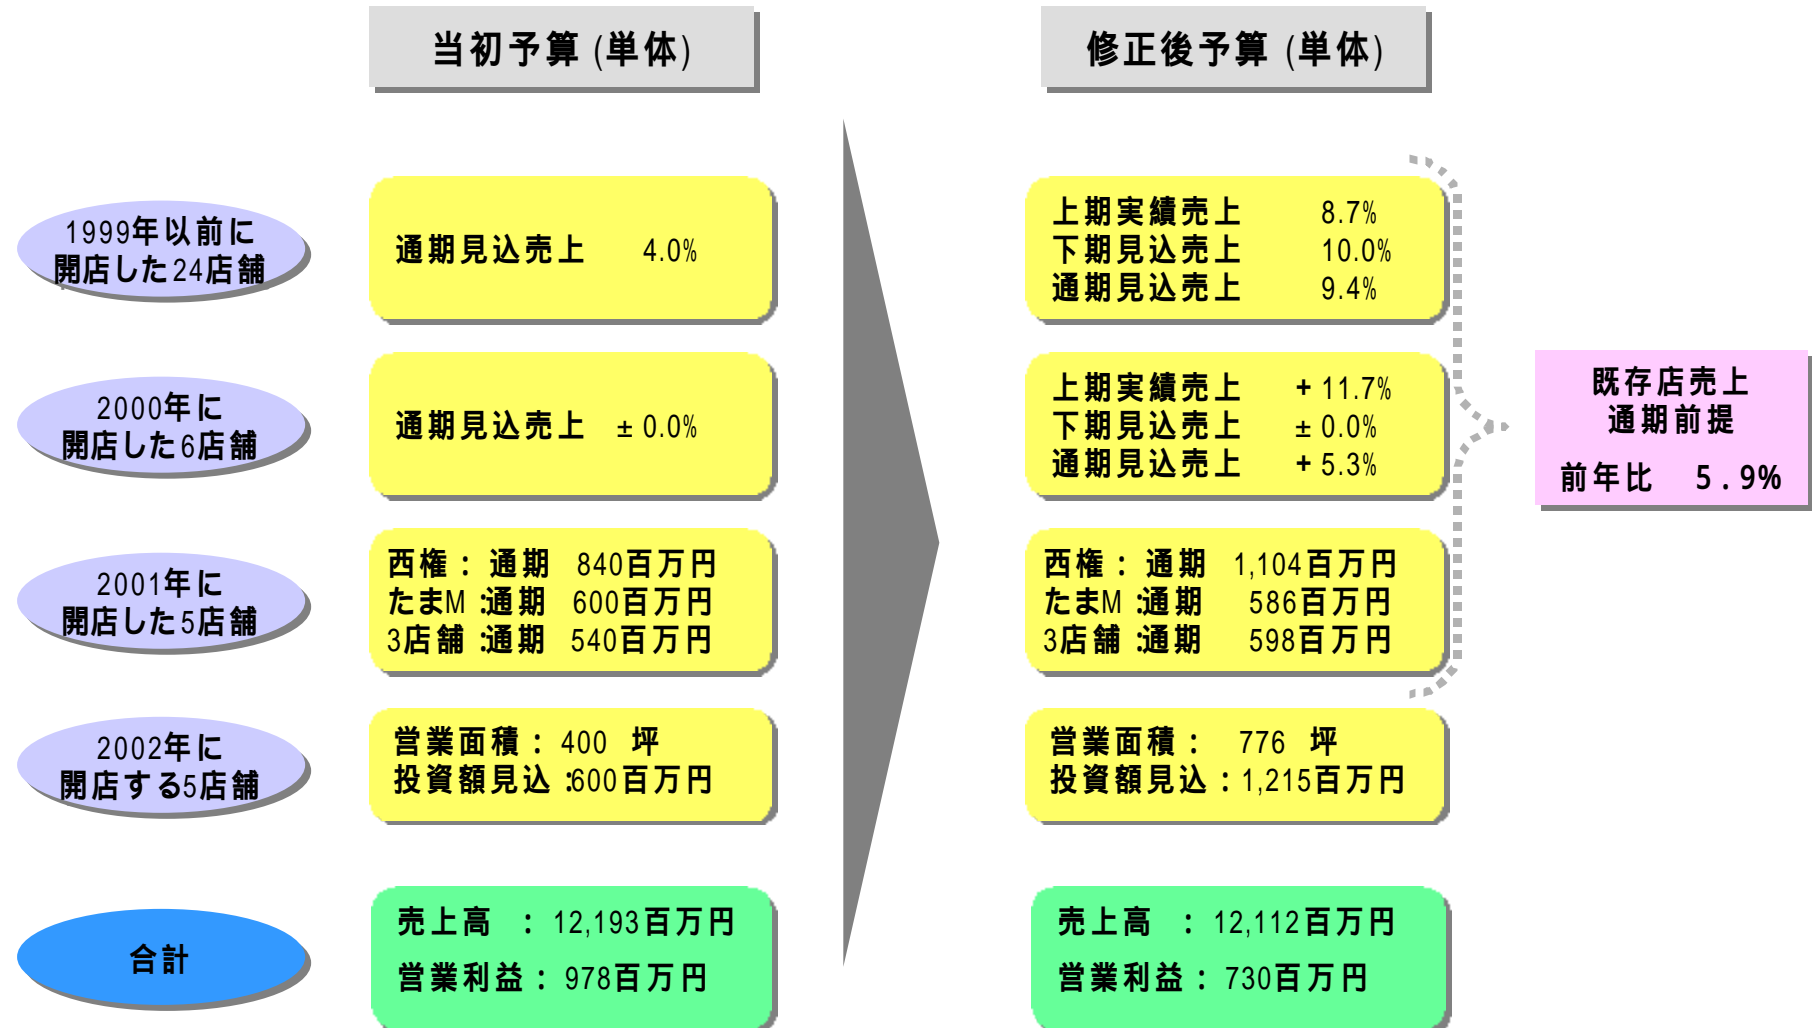 当初予算 (単体)
修正後予算 (単体)
1999年以前に
開店した24店舗
通期見込売上 4.0%
上期実績売上 8.7%
下期見込売上 10.0%
通期見込売上 9.4%
2000年に
開店した6店舗
通期見込売上 ± 0.0%
上期実績売上 + 11.7%
下期見込売上 ± 0.0%
通期見込売上 + 5.3%
既存店売上
通期前提
前年比 5．9%
2001年に
開店した5店舗
西権： 通期 840百万円
たまM：通期 600百万円
3店舗：通期 540百万円
西権： 通期 1,104百万円
たまM：通期 586百万円
3店舗：通期 598百万円
2002年に
開店する5店舗
営業面積： 400 坪
投資額見込：600百万円
営業面積： 776 坪
投資額見込：1,215百万円
合計
売上高 ： 12,193百万円
営業利益： 978百万円
売上高 ： 12,112百万円
営業利益： 730百万円